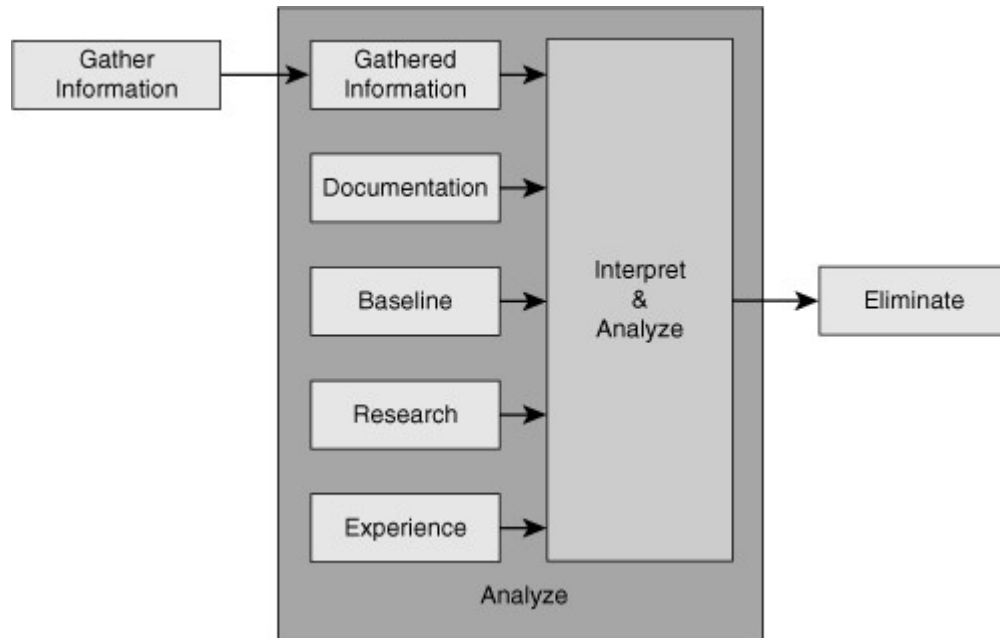 Gather
Information
Gathered
Information
Documentation
Baseline
Research
Experience
Interpret
&
Analyze
Eliminate
Analyze